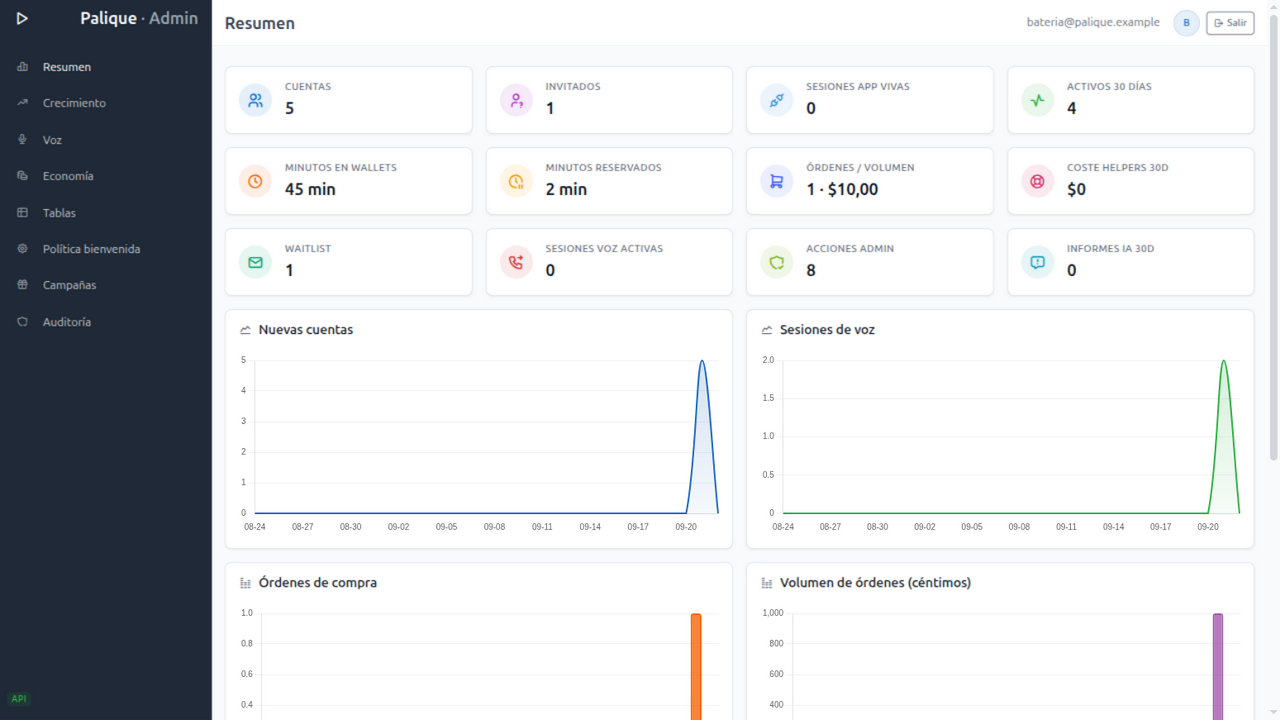 Palique · Admin
Resumen
bateria@palique.example
B
Salir
Resumen
Crecimiento
Voz
Economía
Tablas
Política bienvenida
Campañas
Auditoría
API
CUENTAS
5
INVITADOS
1
SESIONES APP VIVAS
0
ACTIVOS 30 DÍAS
4
MINUTOS EN WALLETS
45 min
MINUTOS RESERVADOS
2 min
ÓRDENES / VOLUMEN
1 · $10,00
COSTE HELPERS 30D
$0
WAITLIST
1
SESIONES VOZ ACTIVAS
0
ACCIONES ADMIN
8
INFORMES IA 30D
0
Nuevas cuentas
5
4
3
2
1
0
08-24 08-27 08-30 09-02 09-05 09-08 09-11 09-14 09-17 09-20
Sesiones de voz
2.0
1.5
1.0
0.5
0
08-24 08-27 08-30 09-02 09-05 09-08 09-11 09-14 09-17 09-20
Órdenes de compra
1.0
0.8
0.6
0.4
Volumen de órdenes (céntimos)
1,000
800
600
400